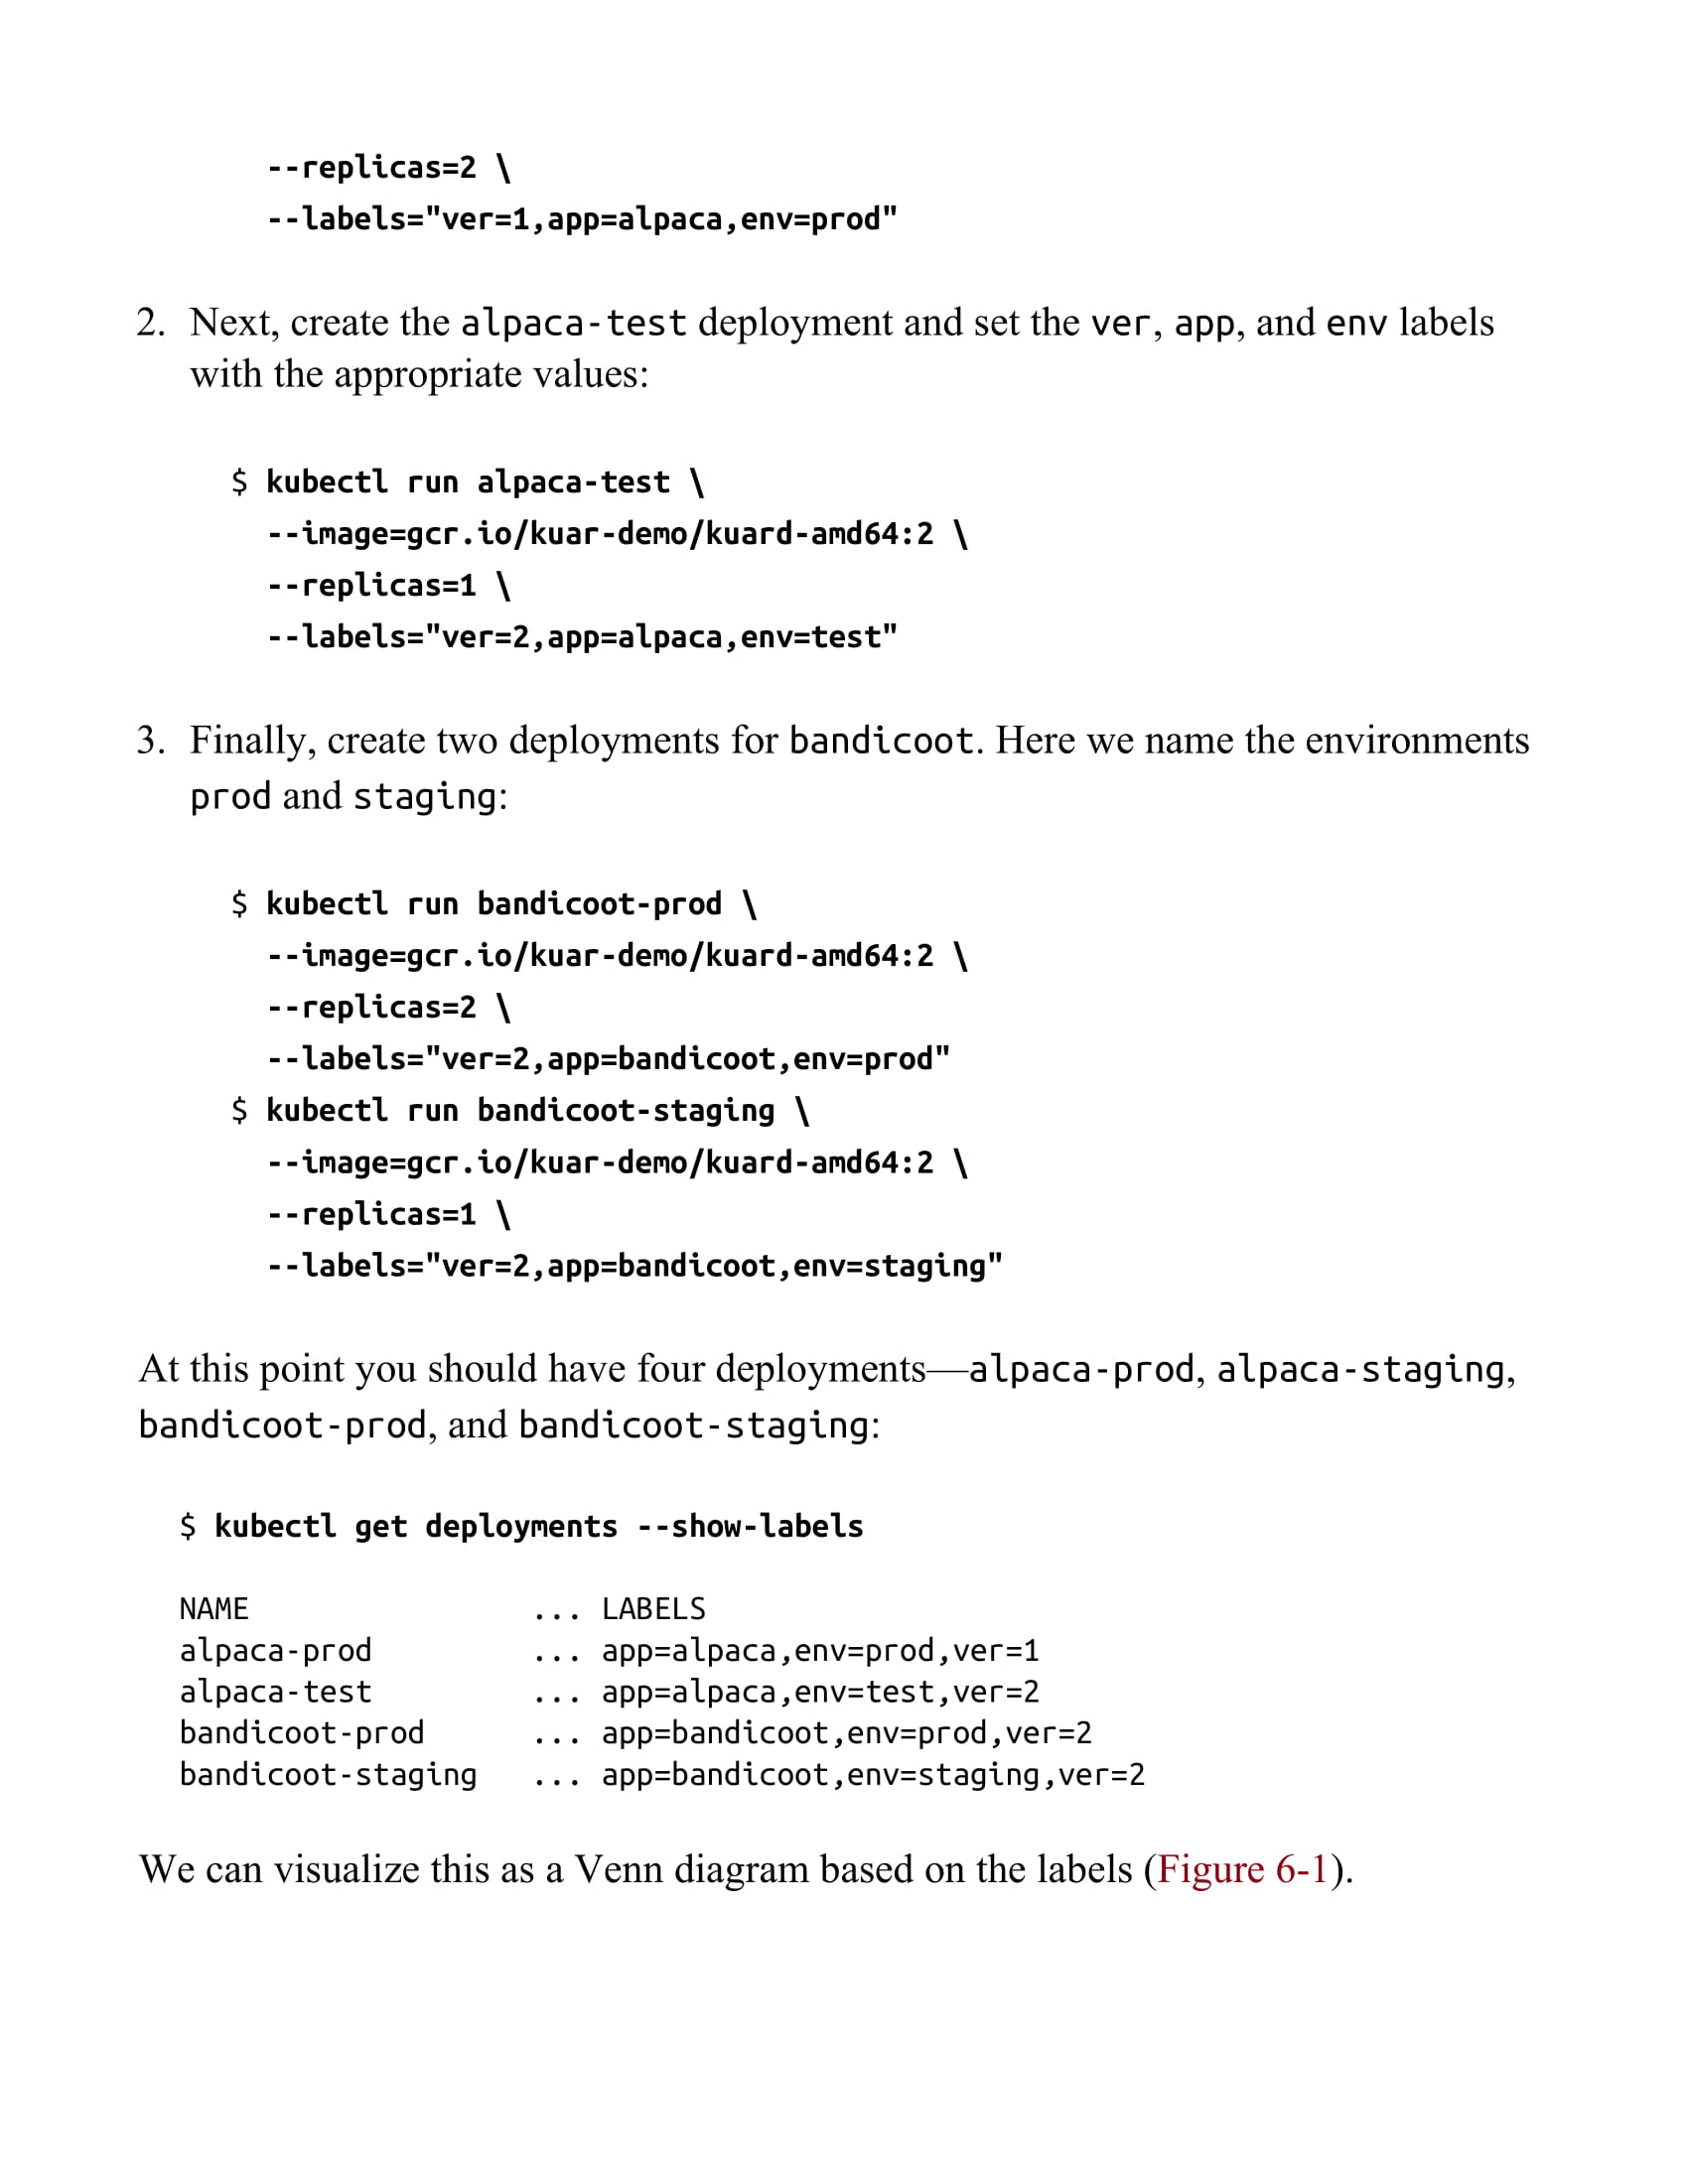 --replicas=2 \
--labels="ver=1,app=alpaca,env=prod"
2. Next, create the alpaca-test deployment and set the ver, app, and env labels
with the appropriate values:
$ kubectl run alpaca-test \
--image=gcr.io/kuar-demo/kuard-amd64:2 \
--replicas=1 \
--labels="ver=2,app=alpaca,env=test"
3. Finally, create two deployments for bandicoot. Here we name the environments
prod and staging:
$ kubectl run bandicoot-prod \
--image=gcr.io/kuar-demo/kuard-amd64:2 \
--replicas=2 \
--labels="ver=2,app=bandicoot,env=prod"
$ kubectl run bandicoot-staging \
--image=gcr.io/kuar-demo/kuard-amd64:2 \
--replicas=1 \
--labels="ver=2,app=bandicoot,env=staging"
At this point you should have four deployments—alpaca-prod, alpaca-staging,
bandicoot-prod, and bandicoot-staging:
$ kubectl get deployments --show-labels
NAME ... LABELS
alpaca-prod ... app=alpaca,env=prod,ver=1
alpaca-test ... app=alpaca,env=test,ver=2
bandicoot-prod ... app=bandicoot,env=prod,ver=2
bandicoot-staging ... app=bandicoot,env=staging,ver=2
We can visualize this as a Venn diagram based on the labels (Figure 6-1).